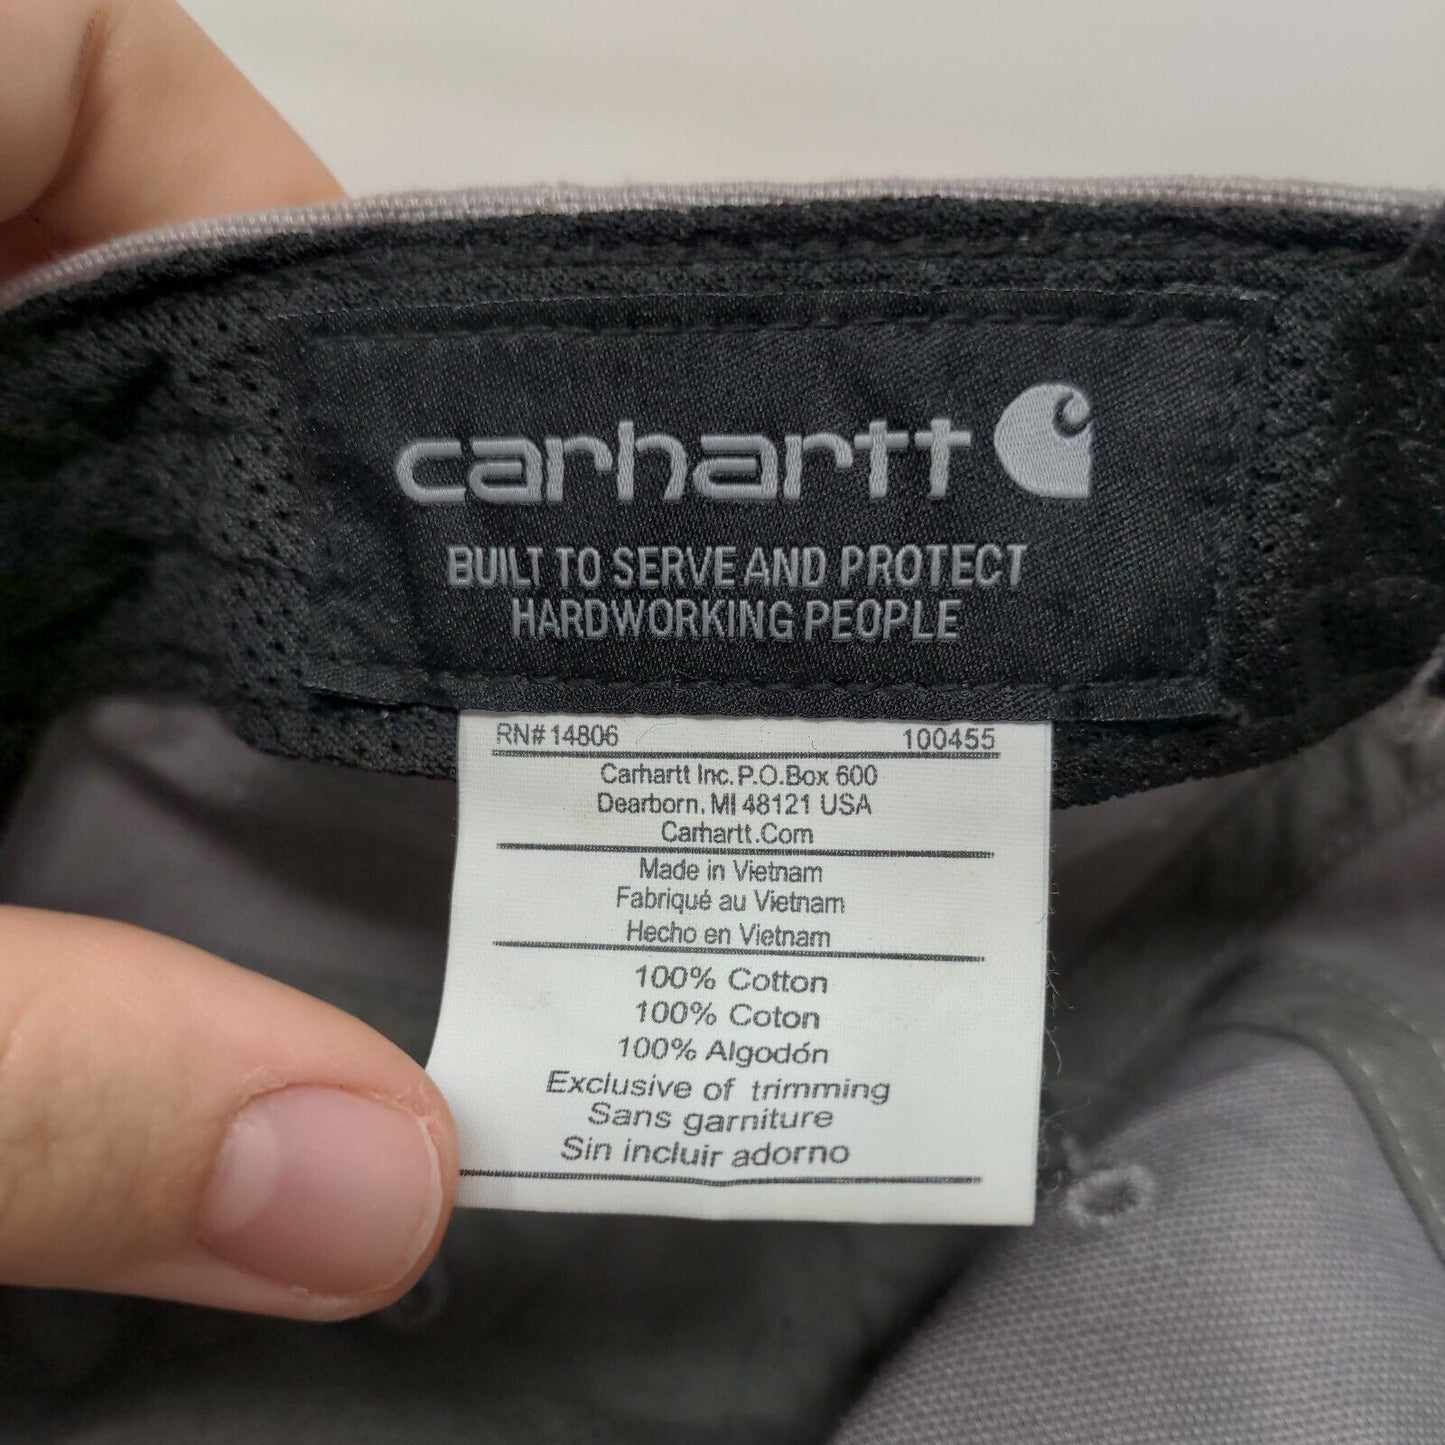 carhartt
BUILT TO SERVE AND PROTECT
HARDWORKING PEOPLE
RN# 14806 100455
Carhartt Inc. P.O.Box 600
Dearborn, MI 48121 USA
Carhartt.Com
Made in Vietnam
Fabriqué au Vietnam
Hecho en Vietnam
100% Cotton
100% Coton
100% Algodón
Exclusive of trimming
Sans garniture
Sin incluir adorno